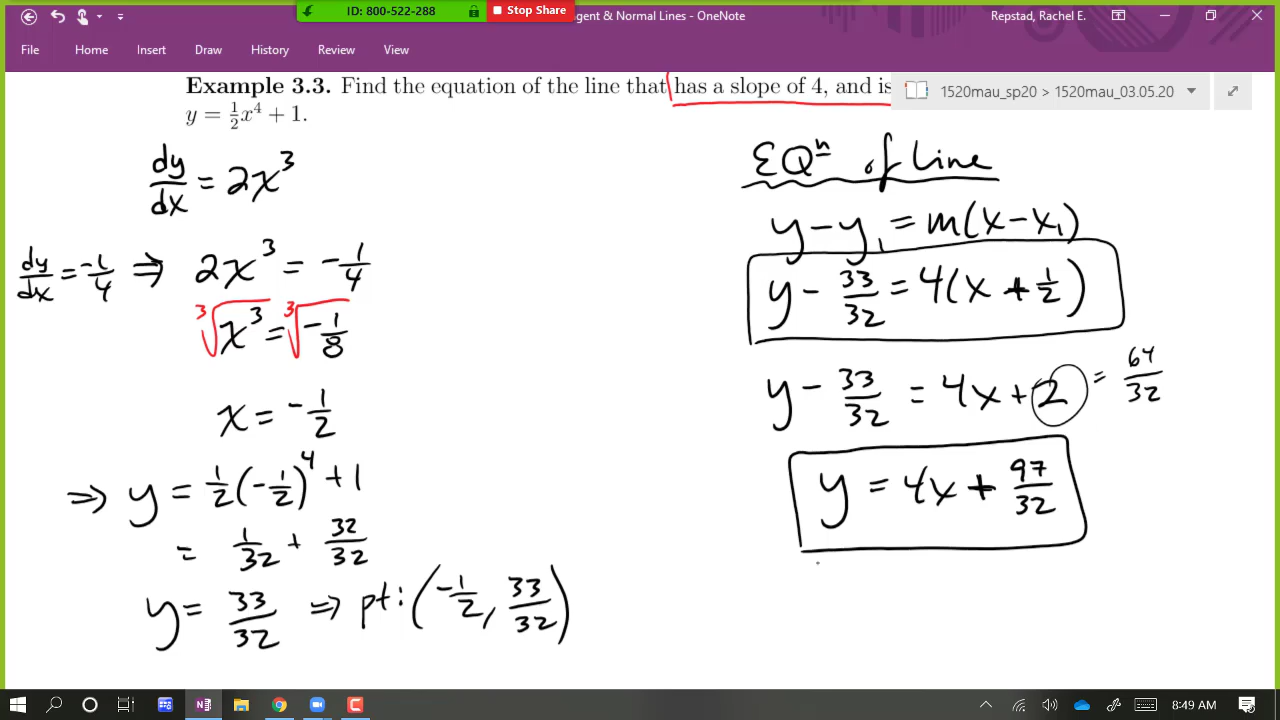 ID: 800-522-288
Stop Share
gent & Normal Lines - OneNote
Repstad, Rachel E.
File Home Insert Draw History Review View
1520mau_sp20 > 1520mau_03.05.20
Example 3.3. Find the equation of the line that has a slope of 4, and is
y = 1/2 x⁴ + 1.
dy/dx = 2x³
dy/dx = -1/4 ⇒ 2x³ = -1/4
∛x³ = ∛-1/8
x = -1/2
⇒ y = 1/2(-1/2)⁴ + 1
= 1/32 + 32/32
y = 33/32 ⇒ pt: (-1/2, 33/32)
EQⁿ of Line
y - y₁ = m(x - x₁)
y - 33/32 = 4(x + 1/2)
y - 33/32 = 4x + 2 = 64/32
y = 4x + 97/32
8:49 AM